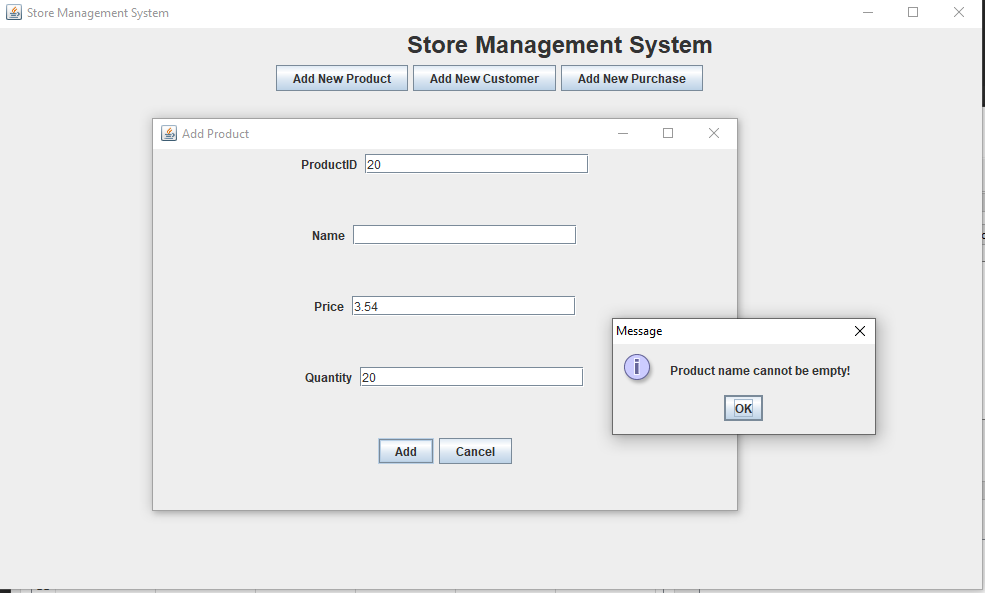 Store Management System
Store Management System
Add New Product Add New Customer Add New Purchase
Add Product
ProductID 20
Name
Price 3.54
Quantity 20
Add Cancel
Message
Product name cannot be empty!
OK